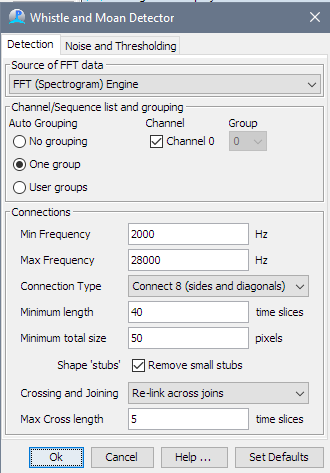 Whistle and Moan Detector
Detection Noise and Thresholding
Source of FFT data
FFT (Spectrogram) Engine
Channel/Sequence list and grouping
Auto Grouping Channel Group
No grouping Channel 0 0
One group
User groups
Connections
Min Frequency 2000 Hz
Max Frequency 28000 Hz
Connection Type Connect 8 (sides and diagonals)
Minimum length 40 time slices
Minimum total size 50 pixels
Shape 'stubs' Remove small stubs
Crossing and Joining Re-link across joins
Max Cross length 5 time slices
Ok Cancel Help ... Set Defaults